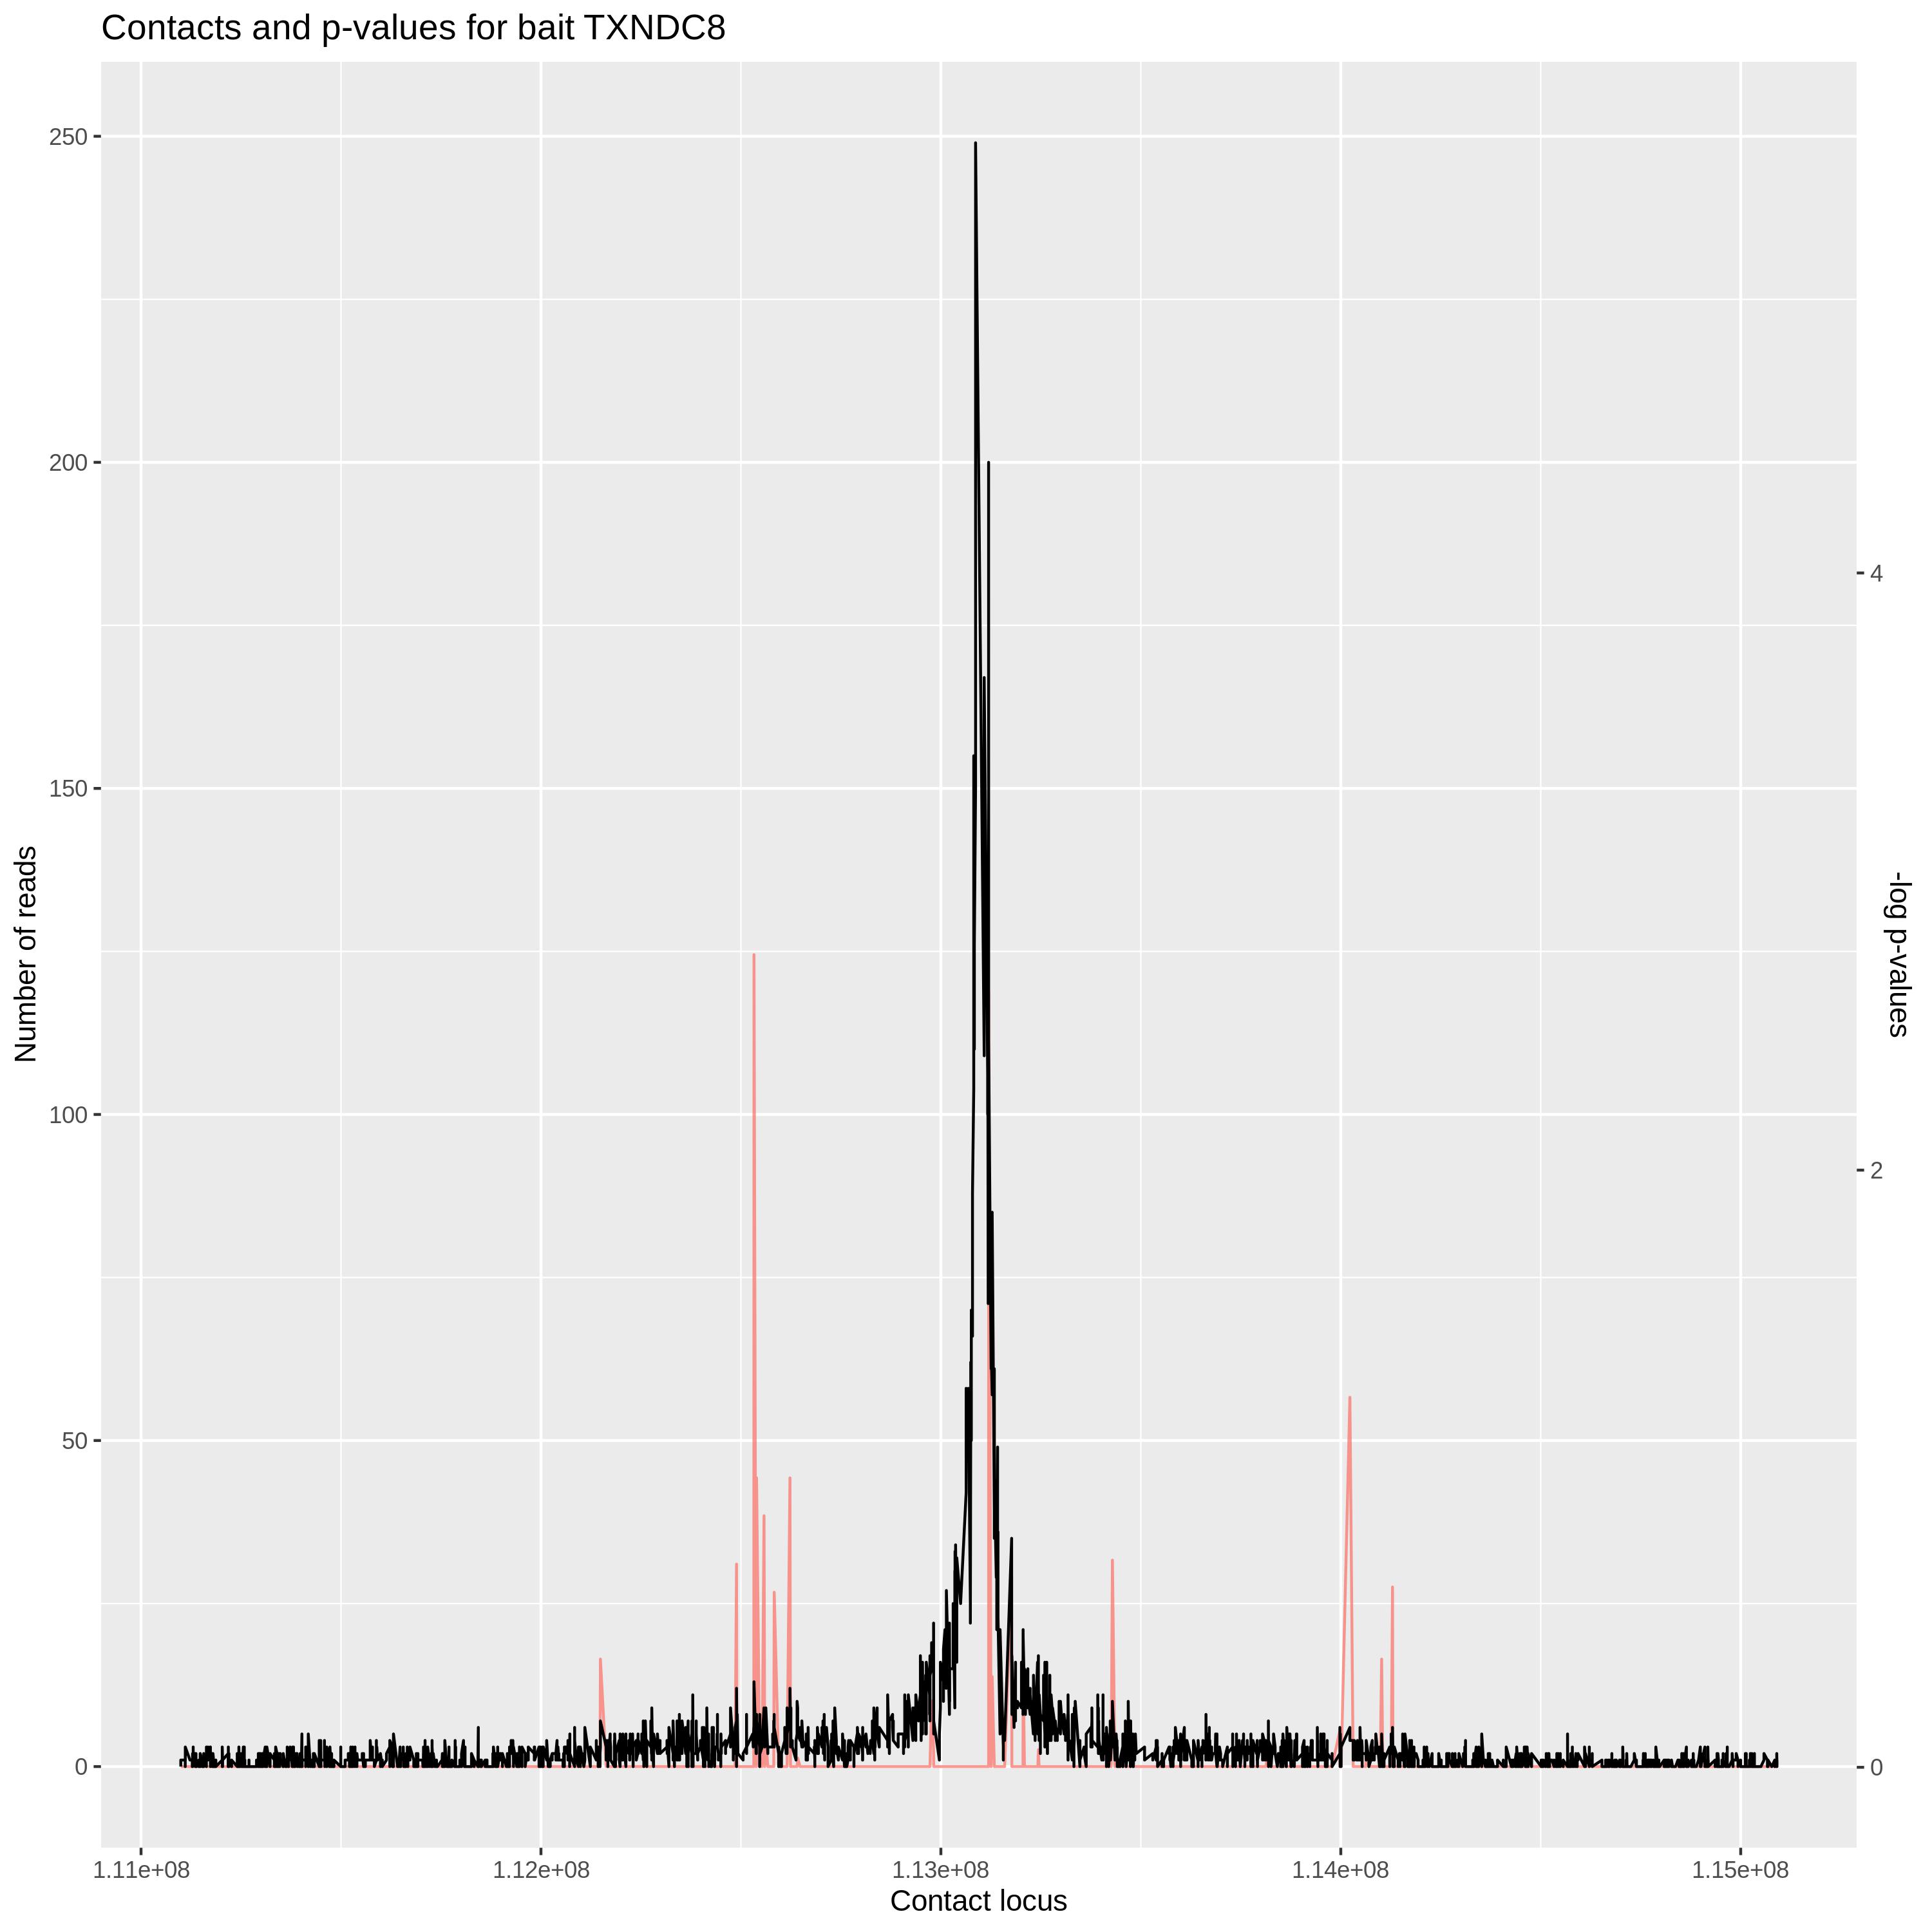 Contacts and p-values for bait TXNDC8
250
200
150
100
50
0
Number of reads
4
2
0
-log p-values
1.11e+08
1.12e+08
1.13e+08
1.14e+08
1.15e+08
Contact locus